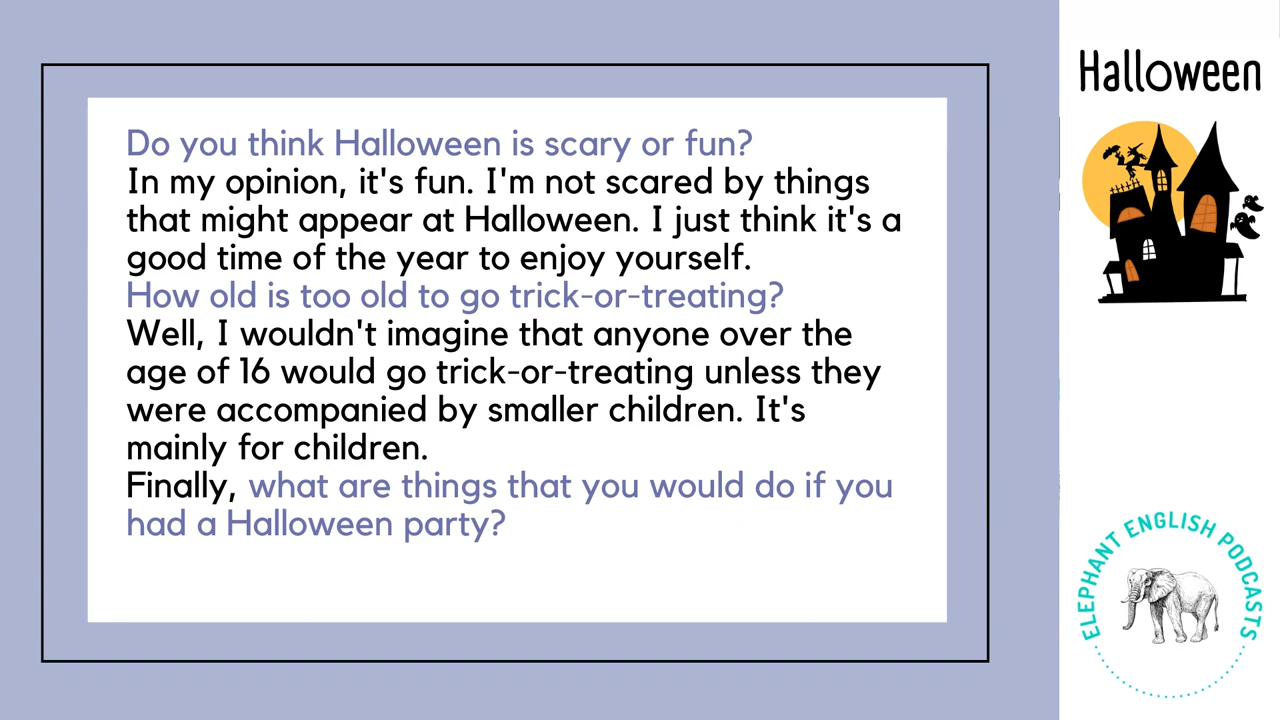 Do you think Halloween is scary or fun?
In my opinion, it's fun. I'm not scared by things
that might appear at Halloween. I just think it's a
good time of the year to enjoy yourself.
How old is too old to go trick-or-treating?
Well, I wouldn't imagine that anyone over the
age of 16 would go trick-or-treating unless they
were accompanied by smaller children. It's
mainly for children.
Finally, what are things that you would do if you
had a Halloween party?
Halloween
ELEPHANT ENGLISH PODCASTS